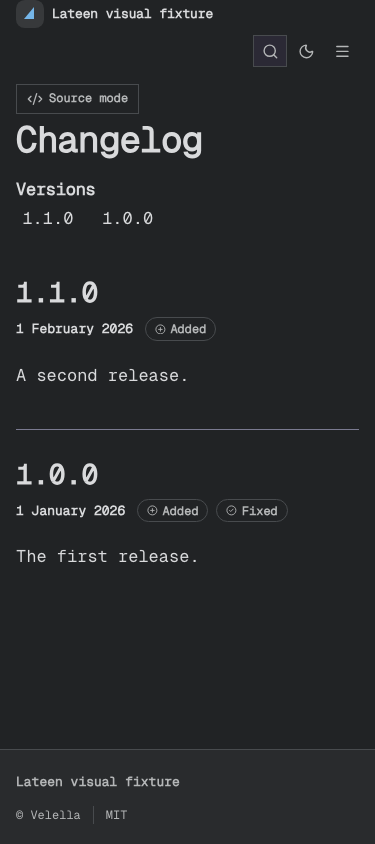 Lateen visual fixture
</> Source mode
Changelog
Versions
1.1.0 1.0.0
1.1.0
1 February 2026 Added
A second release.
1.0.0
1 January 2026 Added Fixed
The first release.
Lateen visual fixture
© Velella MIT